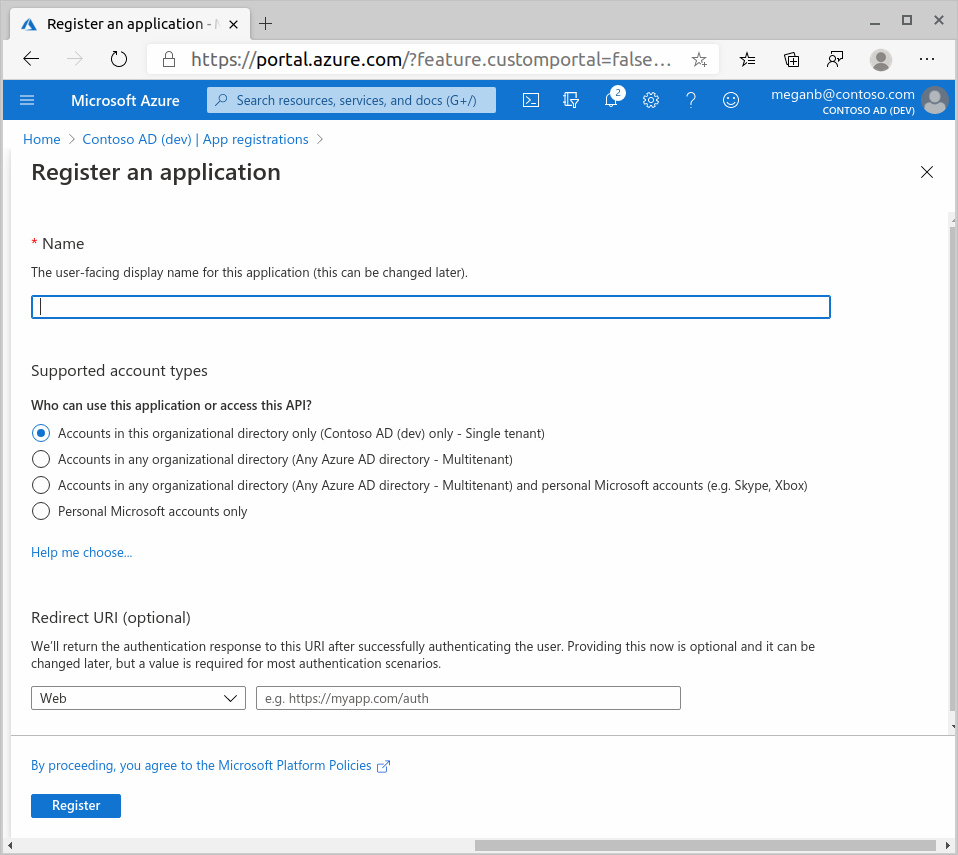 Register an application -
https://portal.azure.com/?feature.customportal=false...
Microsoft Azure
Search resources, services, and docs (G+/)
2
meganb@contoso.com
CONTOSO AD (DEV)
Home > Contoso AD (dev) | App registrations >
Register an application
* Name
The user-facing display name for this application (this can be changed later).
Supported account types
Who can use this application or access this API?
Accounts in this organizational directory only (Contoso AD (dev) only - Single tenant)
Accounts in any organizational directory (Any Azure AD directory - Multitenant)
Accounts in any organizational directory (Any Azure AD directory - Multitenant) and personal Microsoft accounts (e.g. Skype, Xbox)
Personal Microsoft accounts only
Help me choose...
Redirect URI (optional)
We'll return the authentication response to this URI after successfully authenticating the user. Providing this now is optional and it can be
changed later, but a value is required for most authentication scenarios.
Web
e.g. https://myapp.com/auth
By proceeding, you agree to the Microsoft Platform Policies
Register